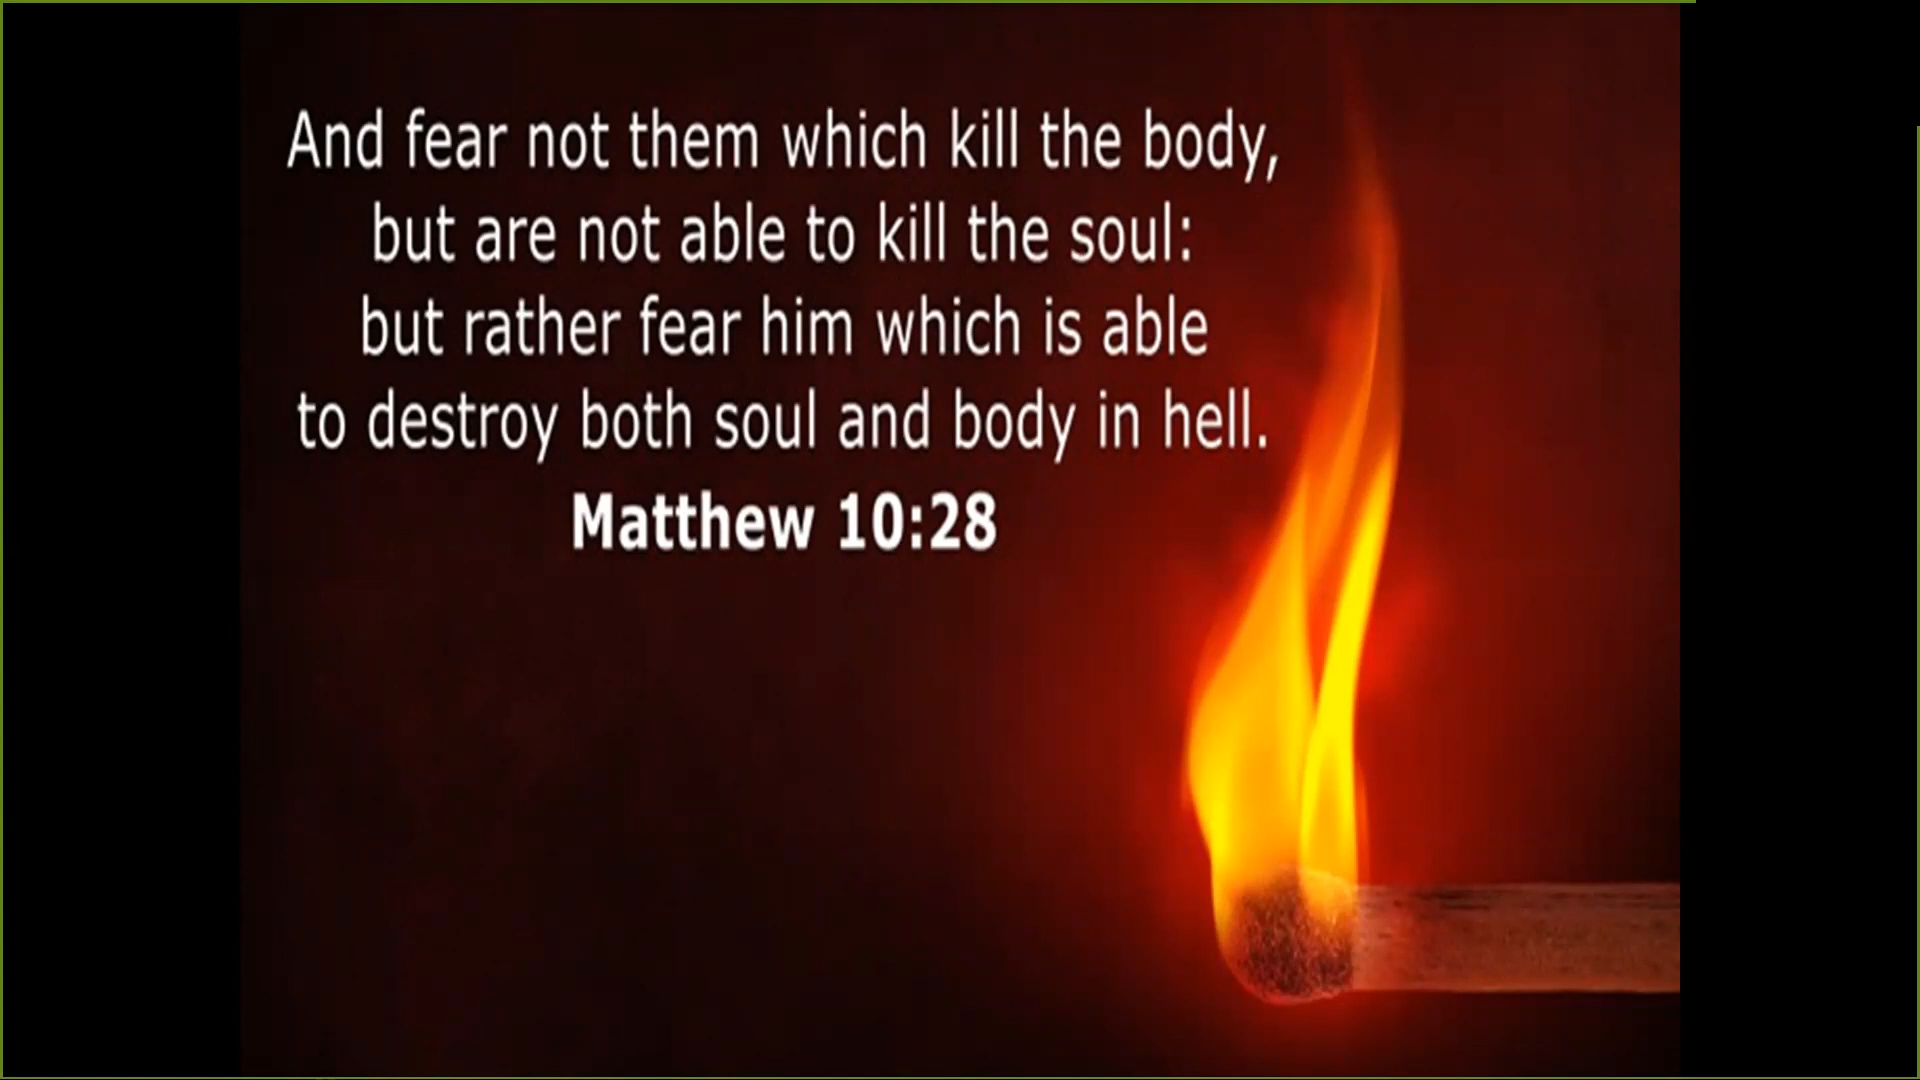 And fear not them which kill the body,
but are not able to kill the soul:
but rather fear him which is able
to destroy both soul and body in hell.
Matthew 10:28